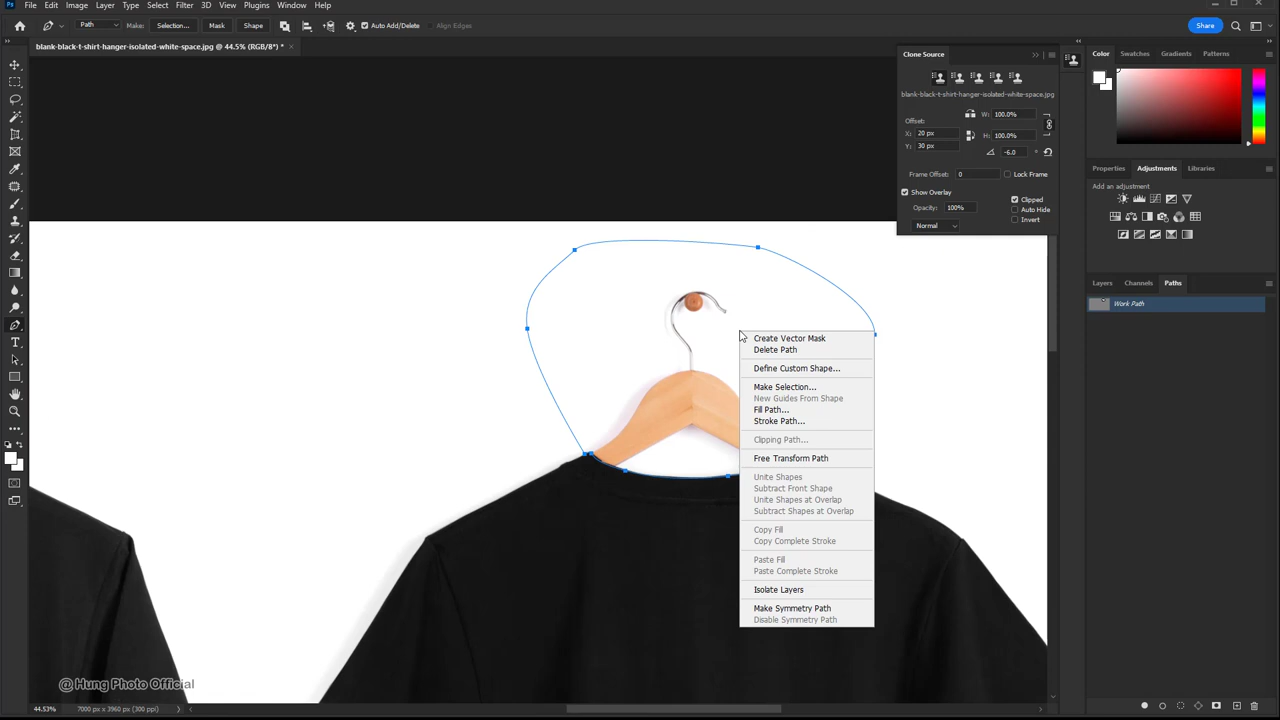 Ps File Edit Image Layer Type Select Filter 3D View Plugins Window Help
Path Make: Selection... Mask Shape Auto Add/Delete Align Edges Share
blank-black-t-shirt-hanger-isolated-white-space.jpg @ 44.5% (RGB/8*) *
Clone Source
blank-black-t-shirt-hanger-isolated-white-space.jpg
Offset: W: 100.0%
X: 20 px H: 100.0%
Y: 30 px -6.0 °
Frame Offset: 0 Lock Frame
Show Overlay Clipped
Opacity: 100% Auto Hide
Normal Invert
Color Swatches Gradients Patterns
Properties Adjustments Libraries
Add an adjustment
Layers Channels Paths
Work Path
Create Vector Mask
Delete Path
Define Custom Shape...
Make Selection...
New Guides From Shape
Fill Path...
Stroke Path...
Clipping Path...
Free Transform Path
Unite Shapes
Subtract Front Shape
Unite Shapes at Overlap
Subtract Shapes at Overlap
Copy Fill
Copy Complete Stroke
Paste Fill
Paste Complete Stroke
Isolate Layers
Make Symmetry Path
Disable Symmetry Path
@ Hung Photo Official
44.53% 7000 px x 3960 px (300 ppi)